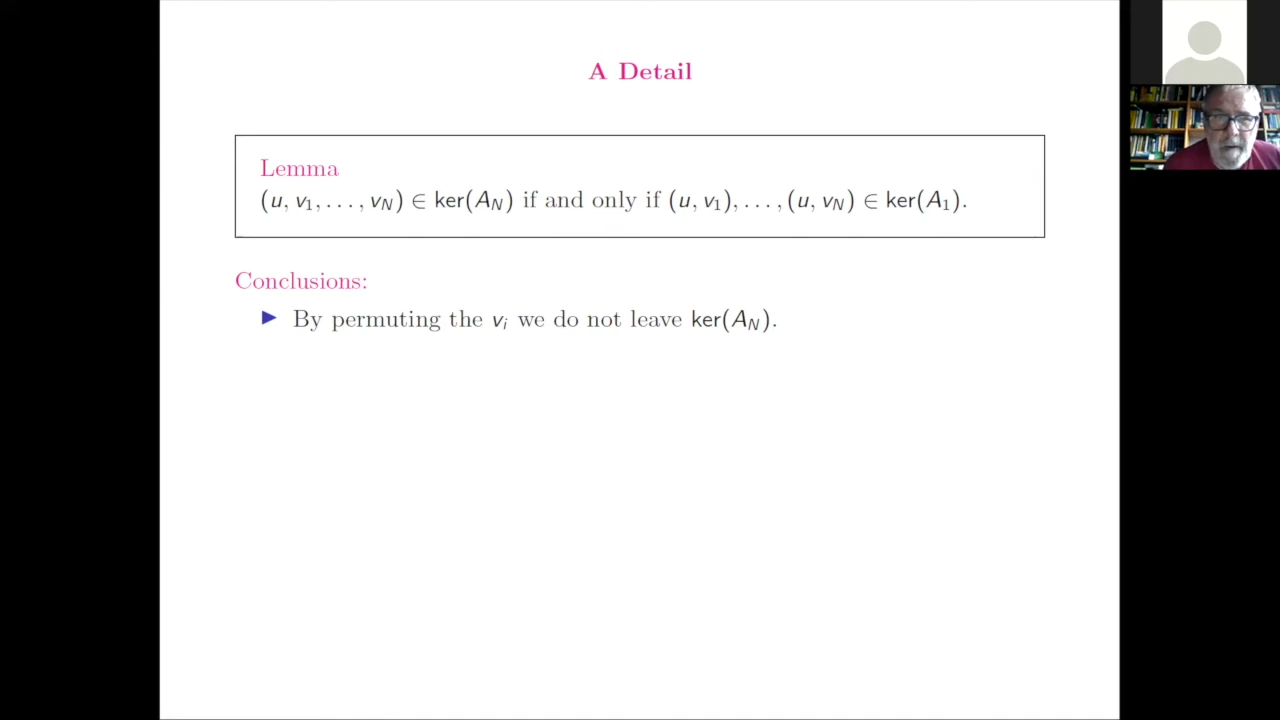 A Detail
Lemma
(u, v₁, . . . , v_N) ∈ ker(A_N) if and only if (u, v₁), . . . , (u, v_N) ∈ ker(A₁).
Conclusions:
▶ By permuting the vᵢ we do not leave ker(A_N).